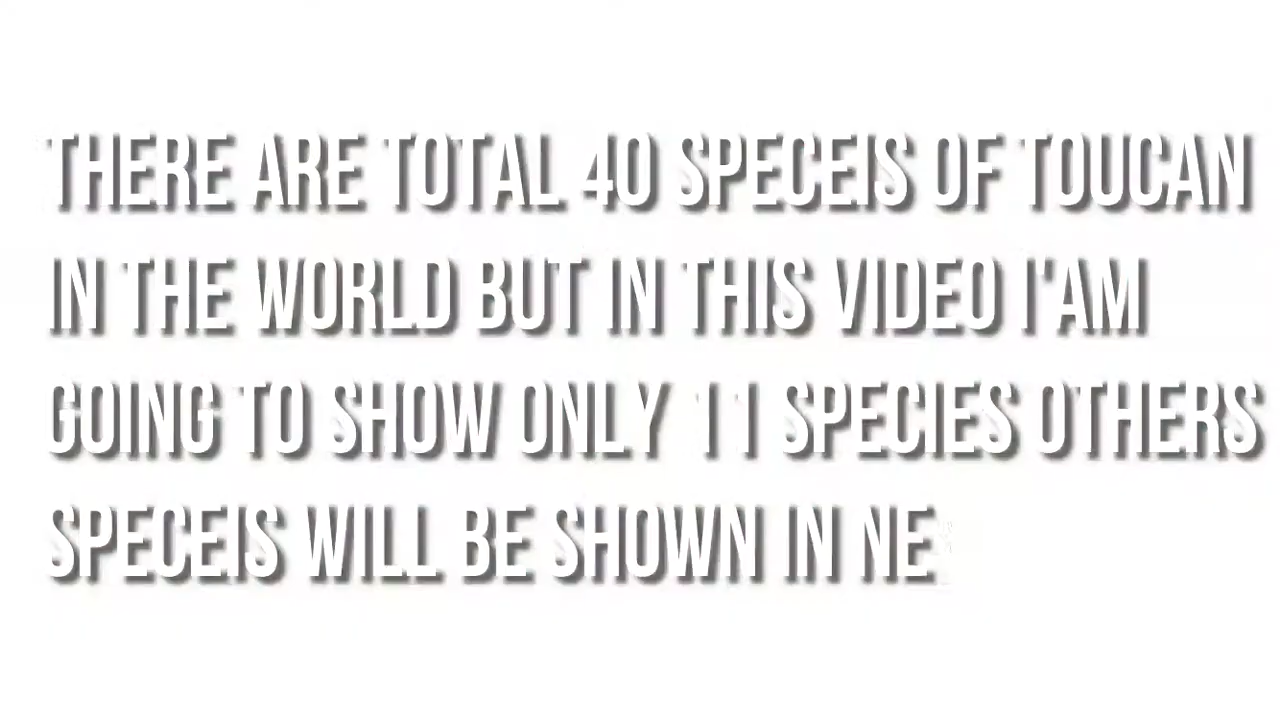 THERE ARE TOTAL 40 SPECEIS OF TOUCAN
IN THE WORLD BUT IN THIS VIDEO I'AM
GOING TO SHOW ONLY 11 SPECIES OTHERS
SPECEIS WILL BE SHOWN IN NE